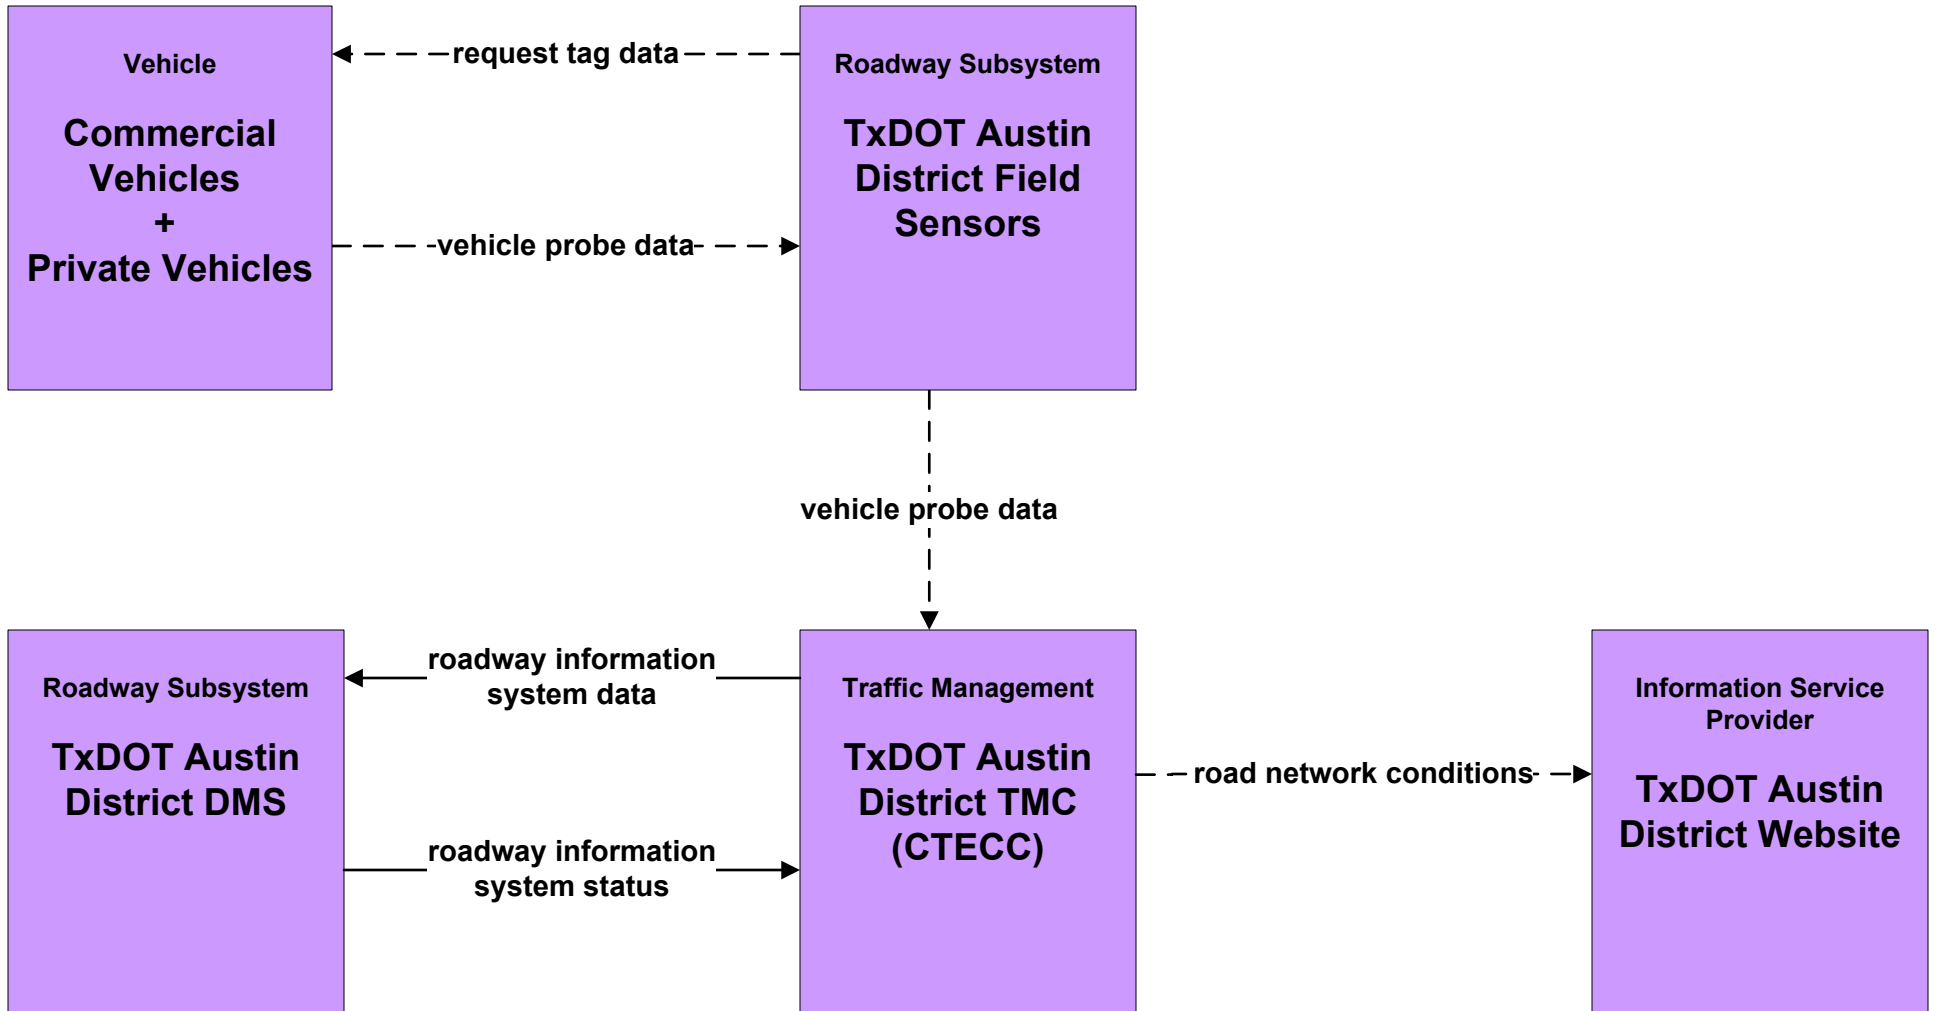 Vehicle
Commercial
Vehicles
+
Private Vehicles
request tag data
vehicle probe data
Roadway Subsystem
TxDOT Austin
District Field
Sensors
vehicle probe data
Roadway Subsystem
TxDOT Austin
District DMS
roadway information
system data
roadway information
system status
Traffic Management
TxDOT Austin
District TMC
(CTECC)
road network conditions
Information Service
Provider
TxDOT Austin
District Website